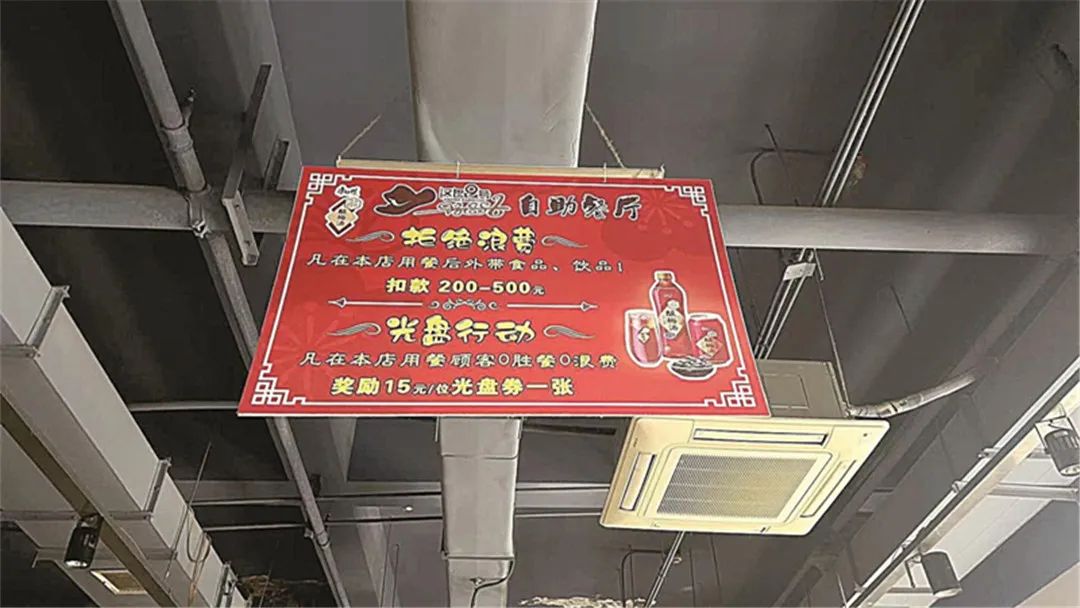 自助餐厅
拒绝浪费
凡在本店用餐后外带食品、饮品!
扣款 200-500元
光盘行动
凡在本店用餐顾客0胜餐0浪费
奖励15元/位光盘券一张
酸梅汤